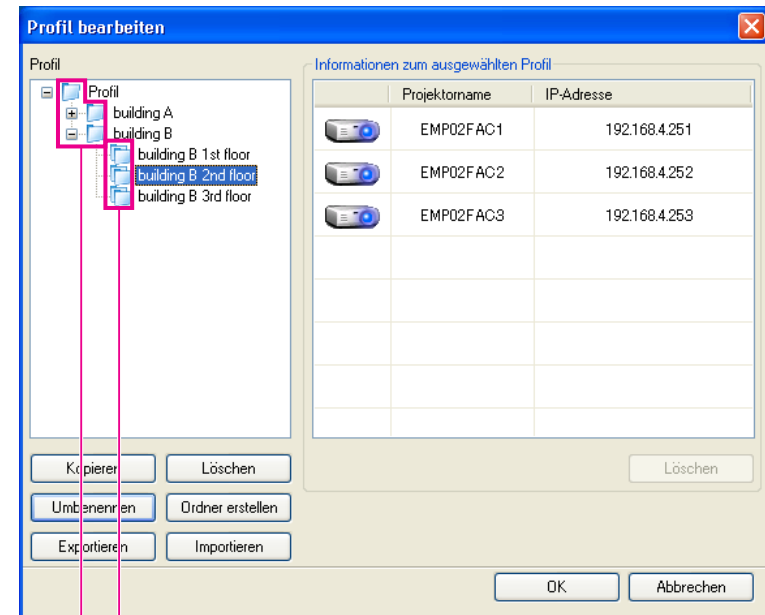 Profil bearbeiten
Profil
Profil
building A
building B
building B 1st floor
building B 2nd floor
building B 3rd floor
Kopieren
Löschen
Umbenennen
Ordner erstellen
Exportieren
Importieren
Informationen zum ausgewählten Profil
Projektorname IP-Adresse
EMP02FAC1 192.168.4.251
EMP02FAC2 192.168.4.252
EMP02FAC3 192.168.4.253
Löschen
OK
Abbrechen